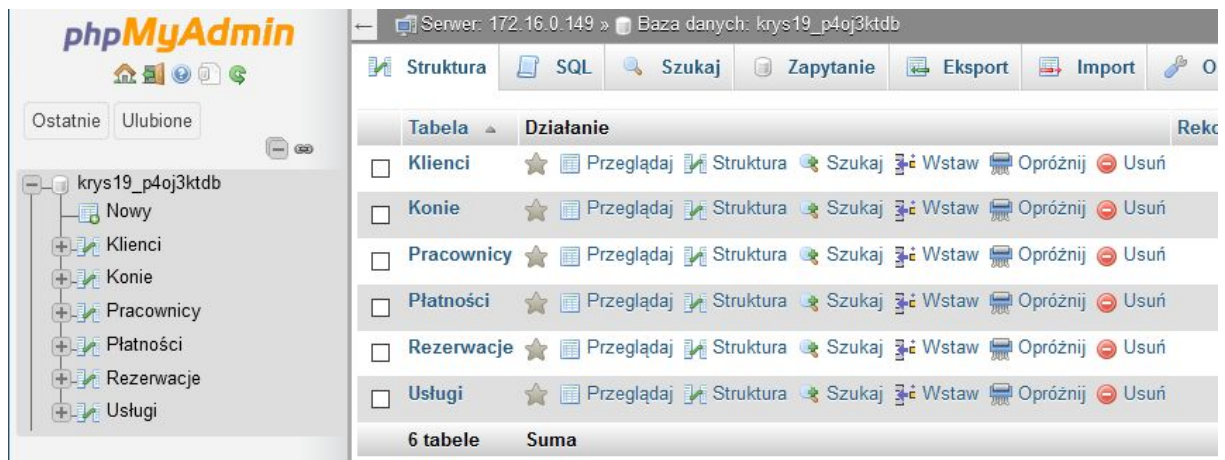 phpMyAdmin
Ostatnie Ulubione
krys19_p4oj3ktdb
Nowy
Klienci
Konie
Pracownicy
Płatności
Rezerwacje
Usługi
← Serwer: 172.16.0.149 » Baza danych: krys19_p4oj3ktdb
Struktura SQL Szukaj Zapytanie Eksport Import
Tabela Działanie
Klienci Przeglądaj Struktura Szukaj Wstaw Opróżnij Usuń
Konie Przeglądaj Struktura Szukaj Wstaw Opróżnij Usuń
Pracownicy Przeglądaj Struktura Szukaj Wstaw Opróżnij Usuń
Płatności Przeglądaj Struktura Szukaj Wstaw Opróżnij Usuń
Rezerwacje Przeglądaj Struktura Szukaj Wstaw Opróżnij Usuń
Usługi Przeglądaj Struktura Szukaj Wstaw Opróżnij Usuń
6 tabele Suma